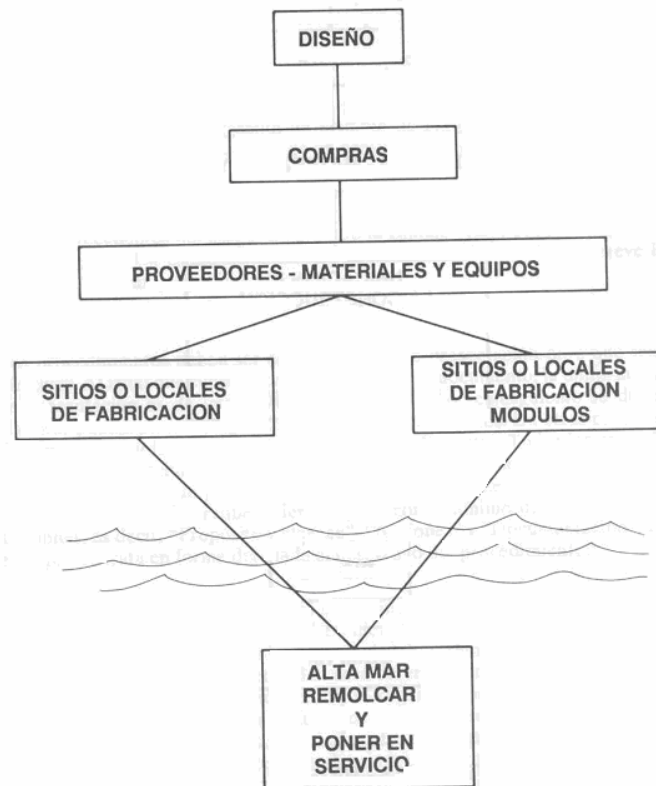 DISEÑO
COMPRAS
PROVEEDORES - MATERIALES Y EQUIPOS
SITIOS O LOCALES
DE FABRICACION
SITIOS O LOCALES
DE FABRICACION
MODULOS
ALTA MAR
REMOLCAR
Y
PONER EN
SERVICIO